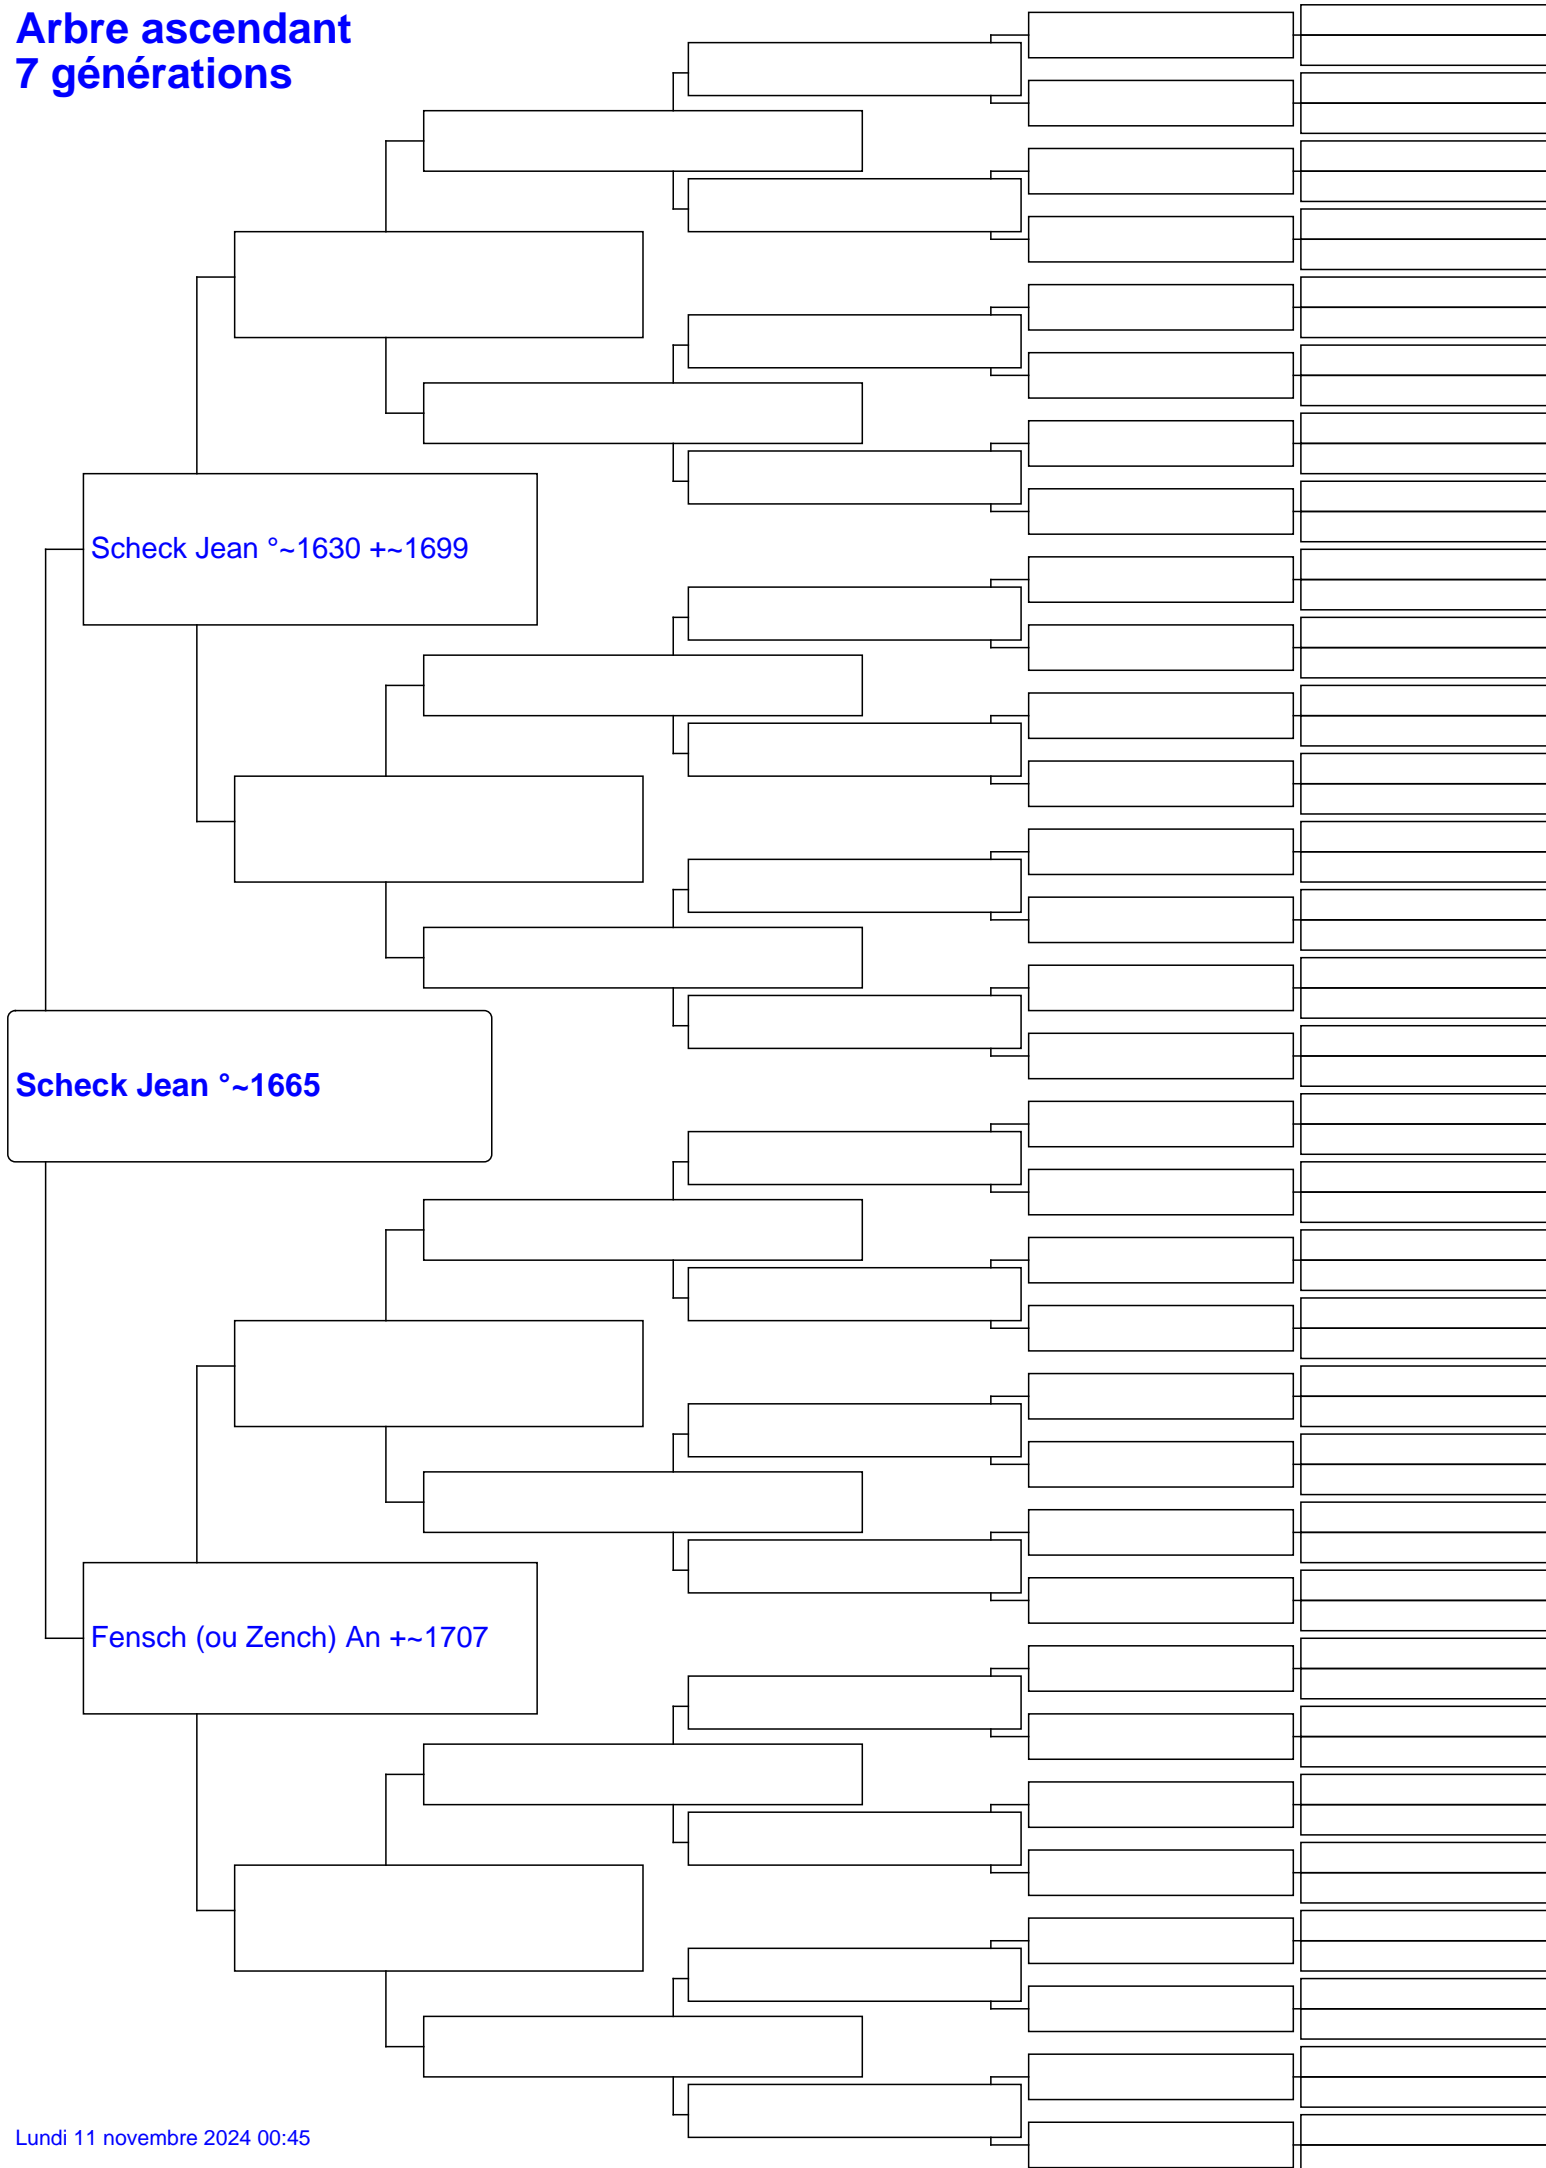 Arbre ascendant
7 générations
Scheck Jean °~1630 +~1699
Scheck Jean °~1665
Fensch (ou Zench) An +~1707
Lundi 11 novembre 2024 00:45